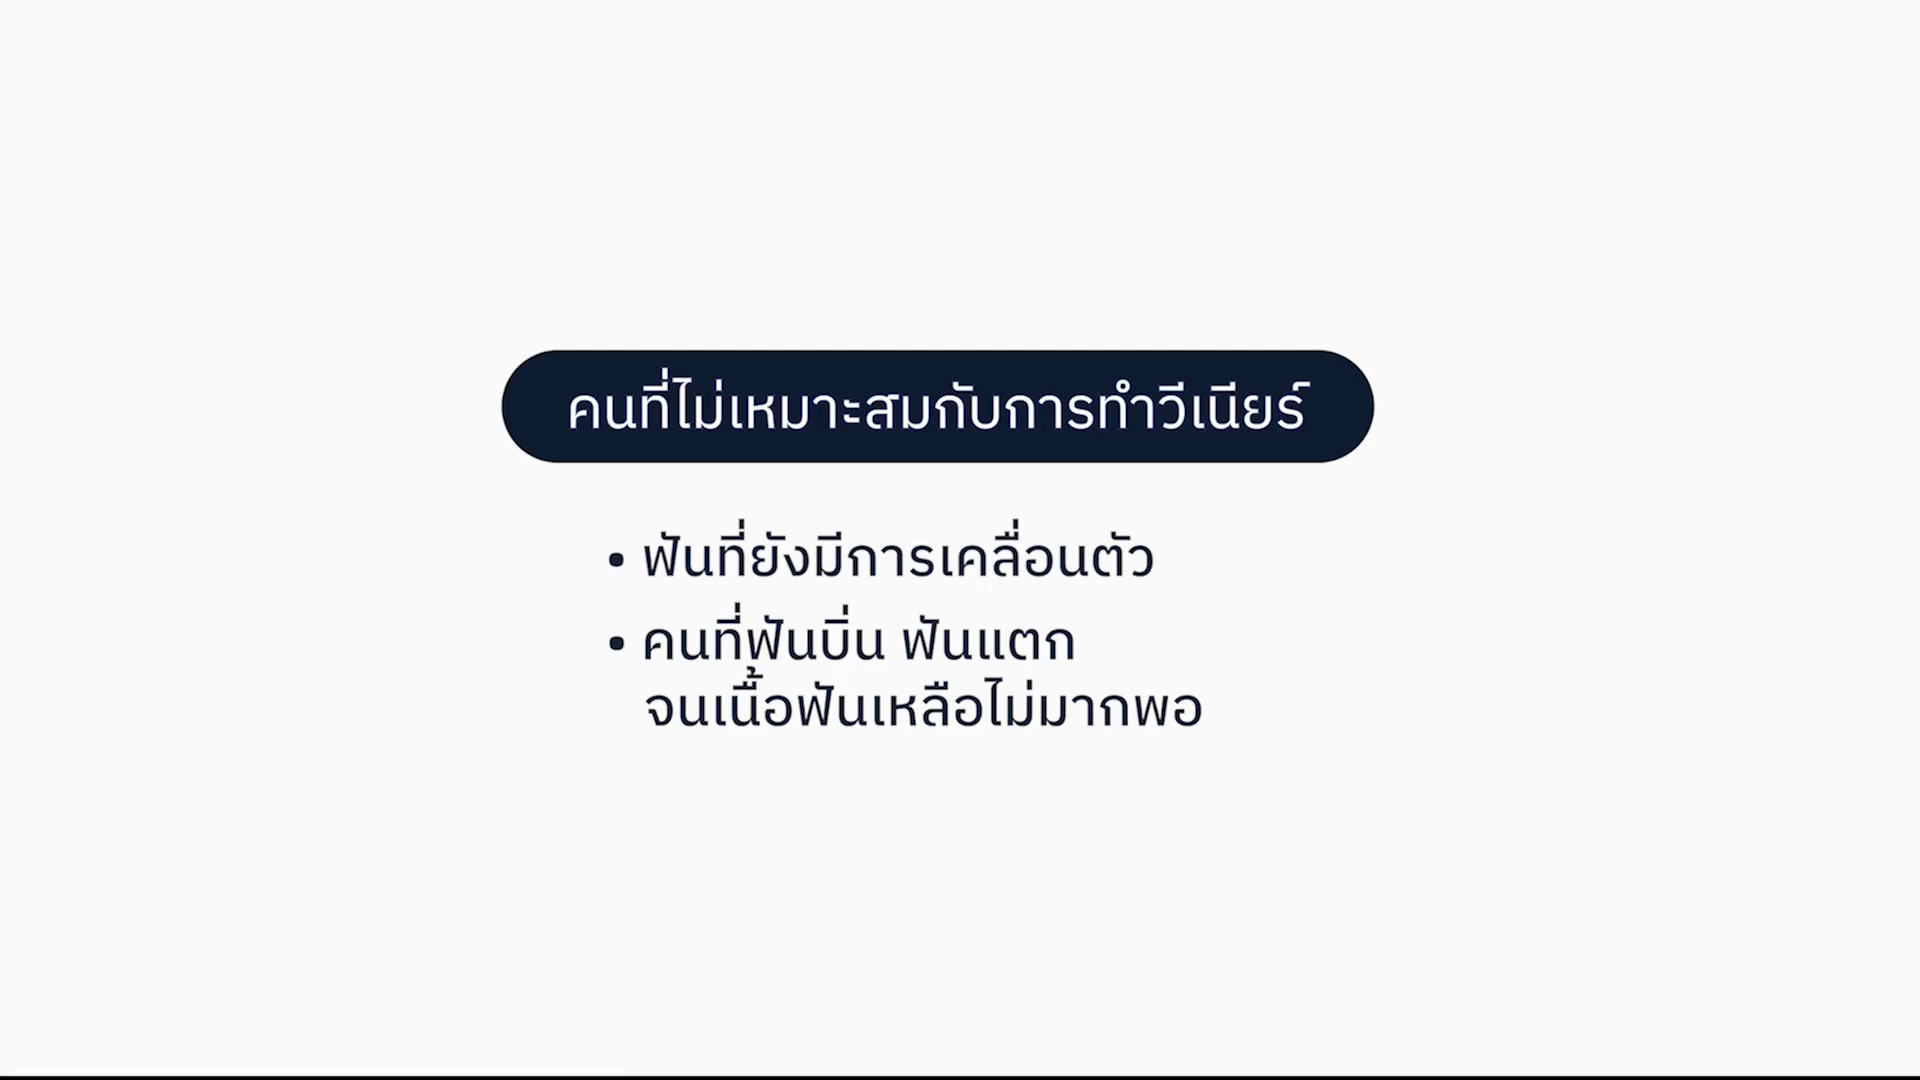 คนที่ไม่เหมาะสมกับการทำวีเนียร์
• ฟันที่ยังมีการเคลื่อนตัว
• คนที่ฟันบิ่น ฟันแตก
จนเนื้อฟันเหลือไม่มากพอ